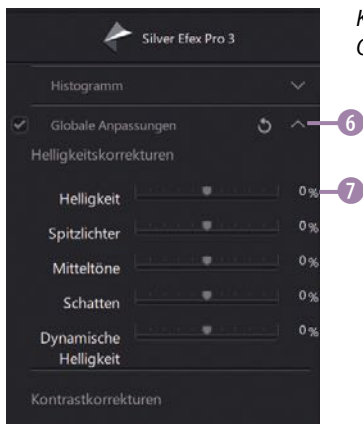 Silver Efex Pro 3
Histogramm
Globale Anpassungen
6
Helligkeitskorrekturen
Helligkeit 0 %
7
Spitzlichter 0 %
Mitteltöne 0 %
Schatten 0 %
Dynamische 0 %
Helligkeit
Kontrastkorrekturen